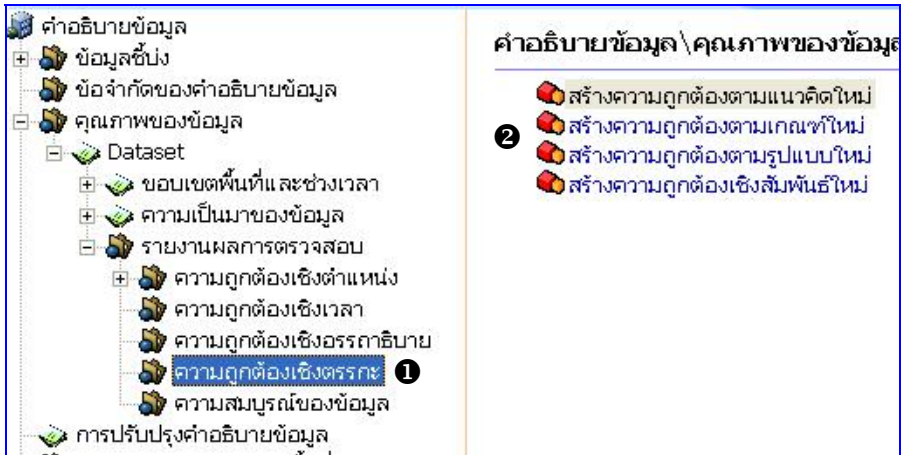 คำอธิบายข้อมูล
ข้อมูลชี้บ่ง
ข้อจำกัดของคำอธิบายข้อมูล
คุณภาพของข้อมูล
Dataset
ขอบเขตพื้นที่และช่วงเวลา
ความเป็นมาของข้อมูล
รายงานผลการตรวจสอบ
ความถูกต้องเชิงตำแหน่ง
ความถูกต้องเชิงเวลา
ความถูกต้องเชิงอรรถาธิบาย
ความถูกต้องเชิงตรรกะ ❶
ความสมบูรณ์ของข้อมูล
การปรับปรุงคำอธิบายข้อมูล
คำอธิบายข้อมูล\คุณภาพของข้อมูล
สร้างความถูกต้องตามแนวคิดใหม่
❷ สร้างความถูกต้องตามเกณฑ์ใหม่
สร้างความถูกต้องตามรูปแบบใหม่
สร้างความถูกต้องเชิงสัมพันธ์ใหม่